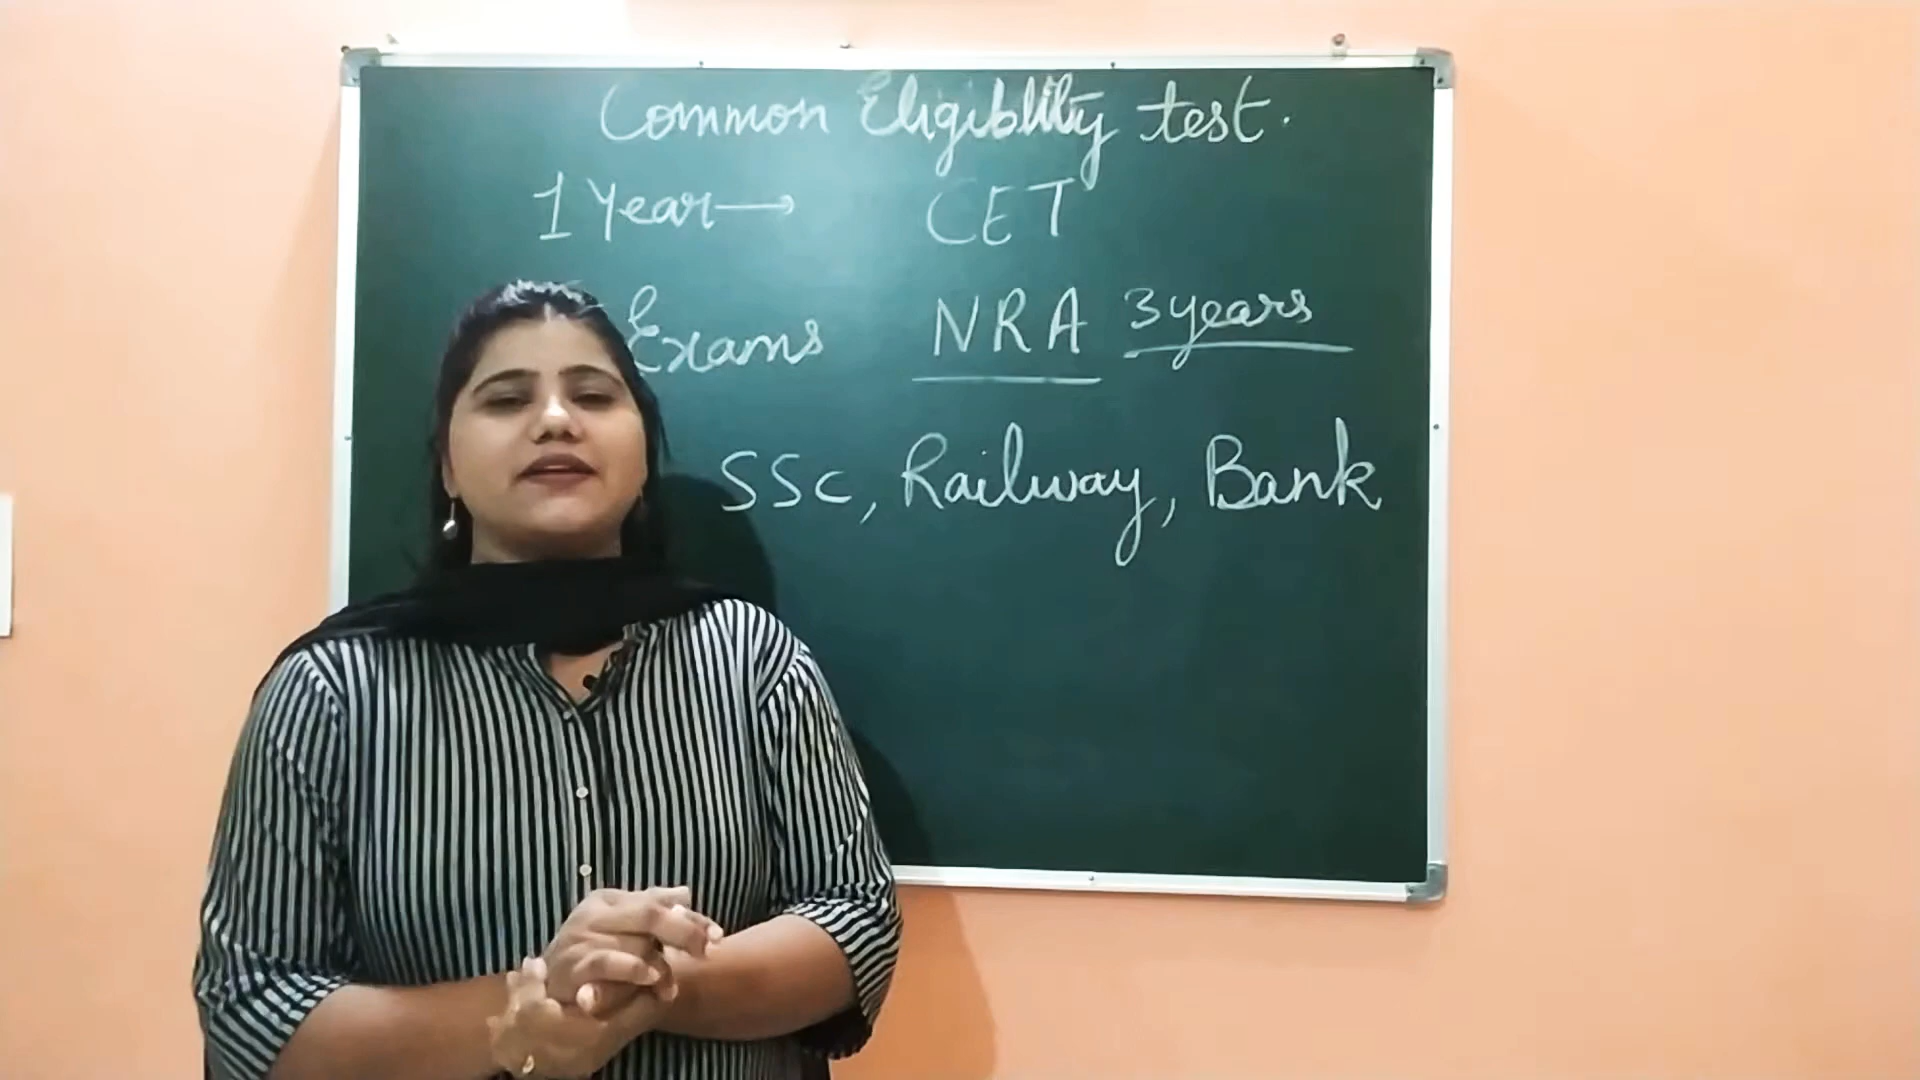 Common Eligiblity test.
1 Year → CET
Exams NRA 3 years
SSC, Railway, Bank